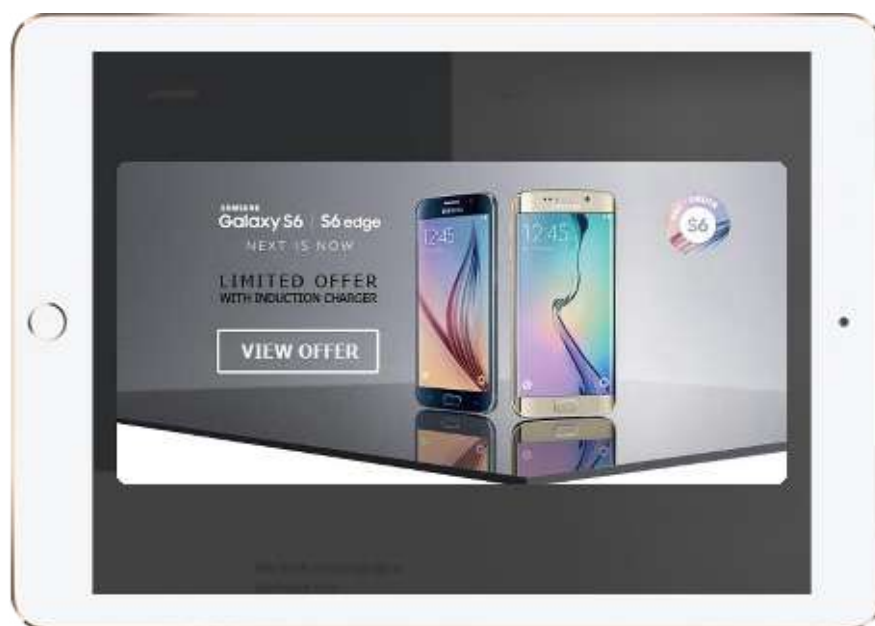 SAMSUNG
Galaxy S6 | S6 edge
NEXT IS NOW
LIMITED OFFER
WITH INDUCTION CHARGER
VIEW OFFER
12:45
12:45
S6